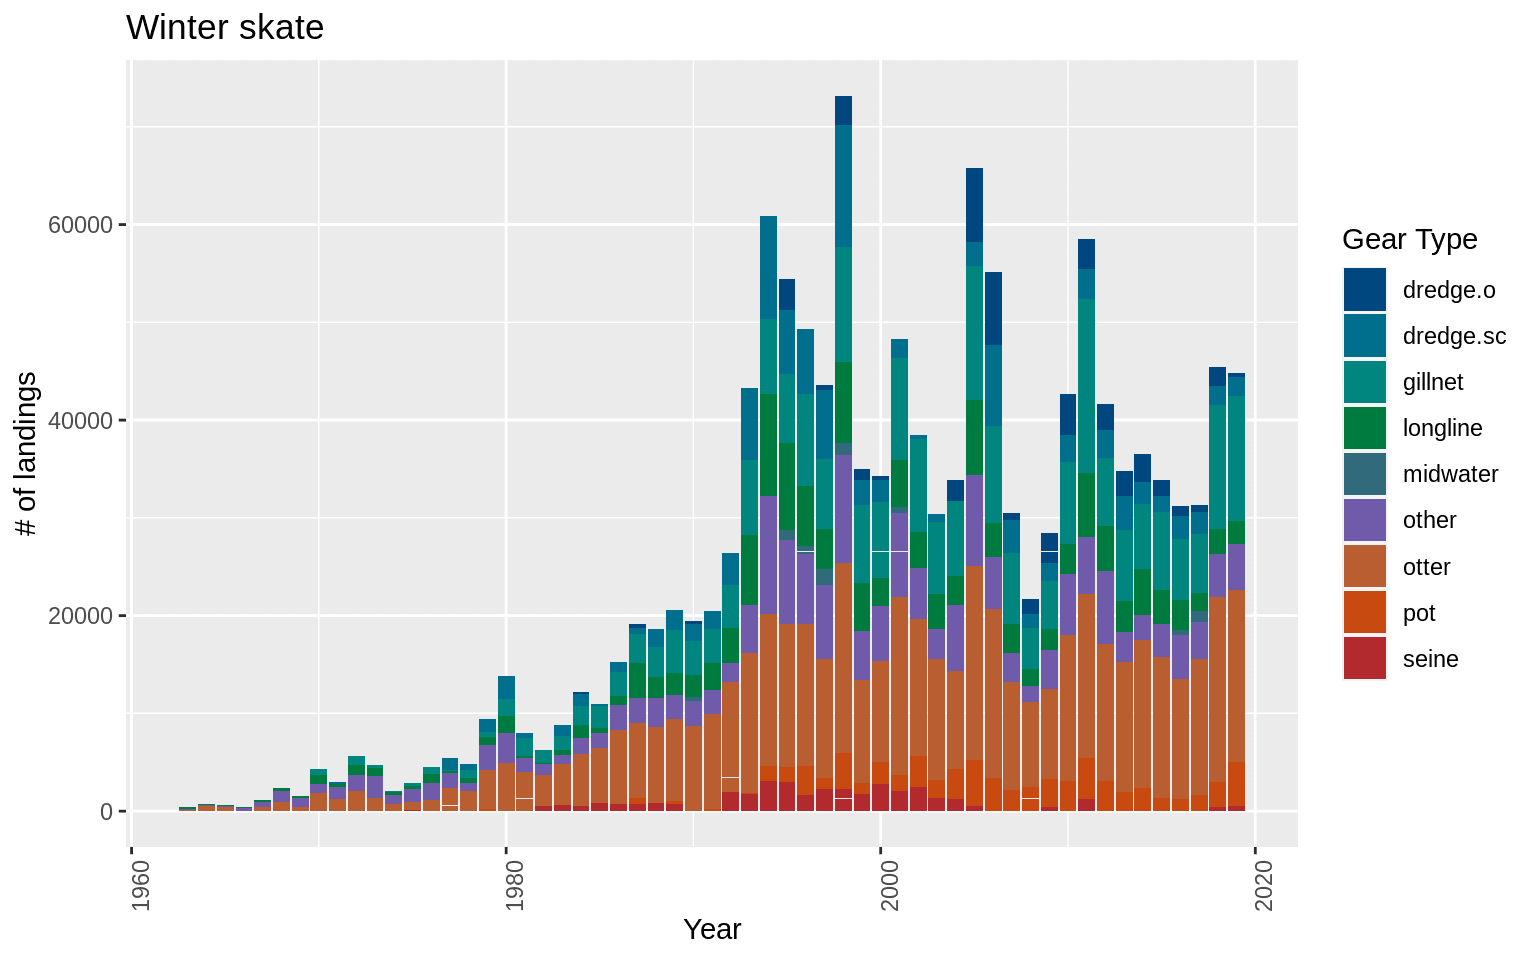 Winter skate
# of landings
60000
40000
20000
0
1960
1980
2000
2020
Year
Gear Type
dredge.o
dredge.sc
gillnet
longline
midwater
other
otter
pot
seine